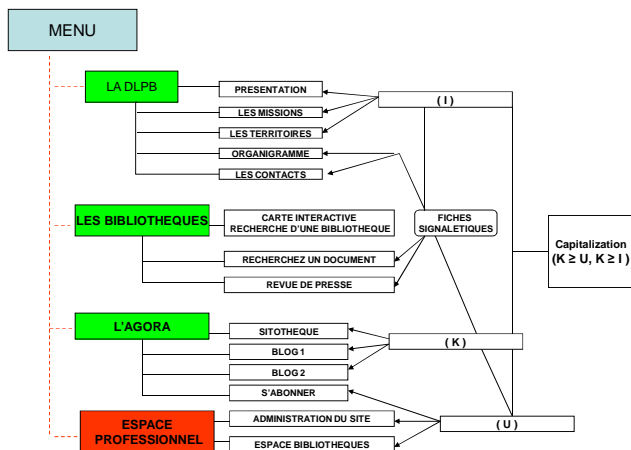 MENU
LA DLPB
PRESENTATION
LES MISSIONS
LES TERRITOIRES
ORGANIGRAMME
LES CONTACTS
( I )
LES BIBLIOTHEQUES
CARTE INTERACTIVE
RECHERCHE D'UNE BIBLIOTHEQUE
RECHERCHEZ UN DOCUMENT
REVUE DE PRESSE
FICHES
SIGNALETIQUES
Capitalization
(K ≥ U, K ≥ I )
L'AGORA
SITOTHEQUE
BLOG 1
BLOG 2
S'ABONNER
( K )
ESPACE
PROFESSIONNEL
ADMINISTRATION DU SITE
ESPACE BIBLIOTHEQUES
( U )